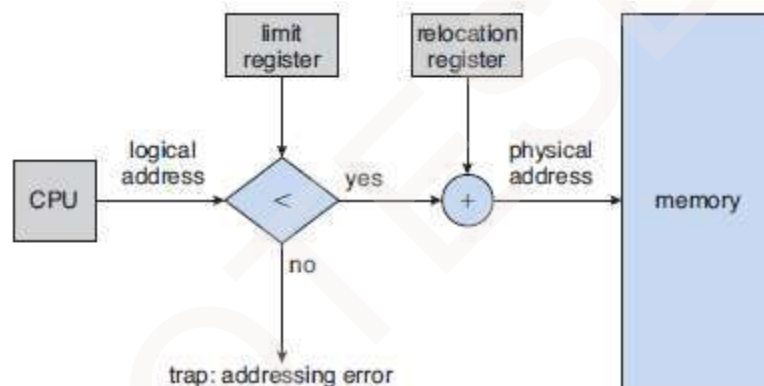 limit
register
relocation
register
logical
address
physical
address
CPU
<
yes
+
memory
no
trap: addressing error